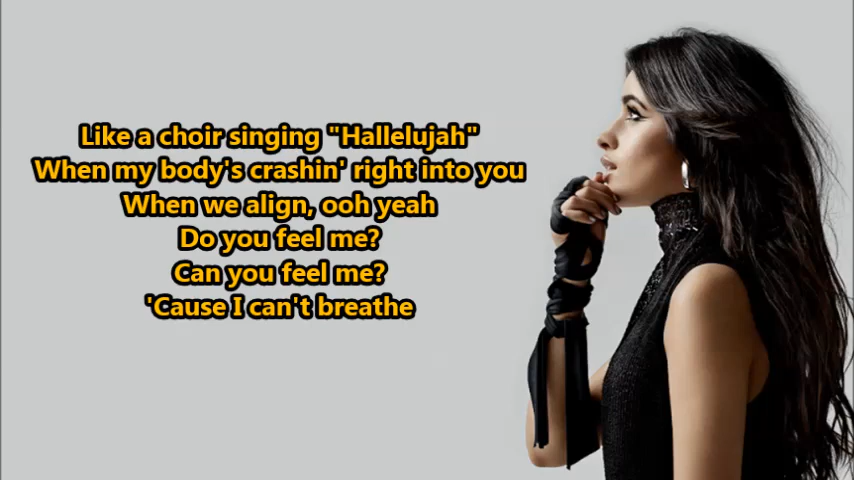 Like a choir singing "Hallelujah"
When my body's crashin' right into you
When we align, ooh yeah
Do you feel me?
Can you feel me?
'Cause I can't breathe